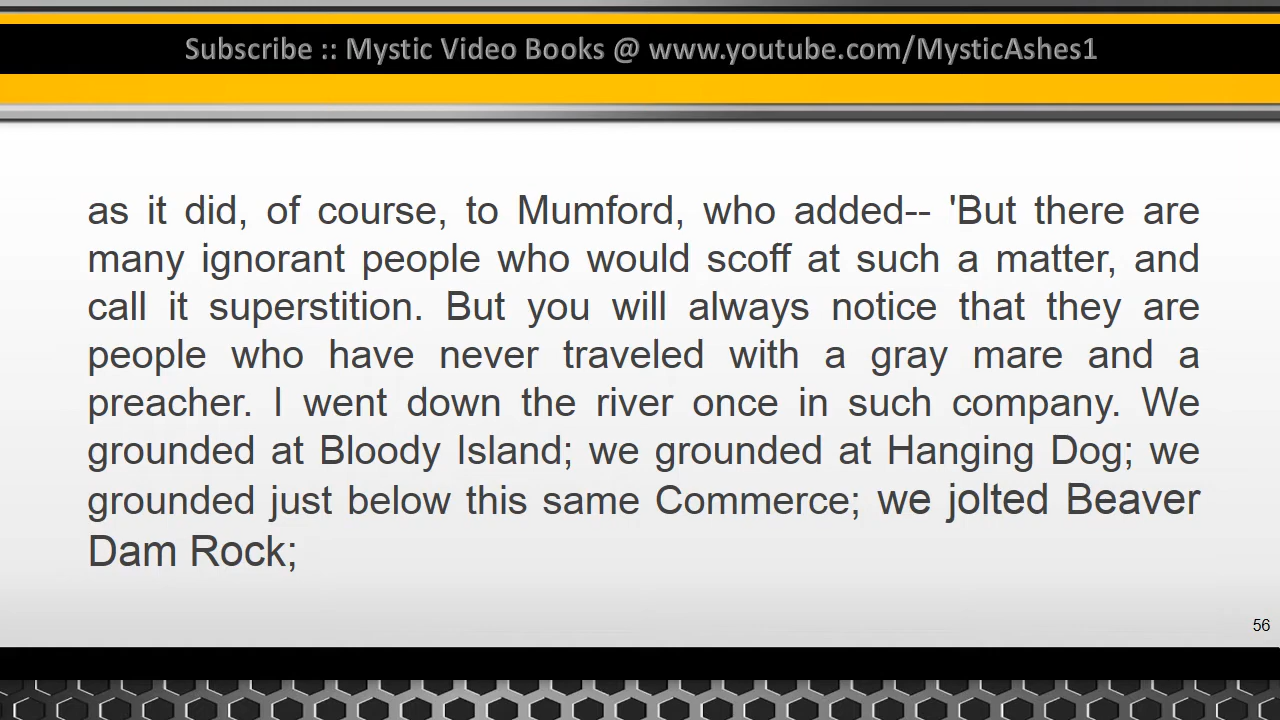 Subscribe :: Mystic Video Books @ www.youtube.com/MysticAshes1
as it did, of course, to Mumford, who added-- 'But there are
many ignorant people who would scoff at such a matter, and
call it superstition. But you will always notice that they are
people who have never traveled with a gray mare and a
preacher. I went down the river once in such company. We
grounded at Bloody Island; we grounded at Hanging Dog; we
grounded just below this same Commerce; we jolted Beaver
Dam Rock;
56